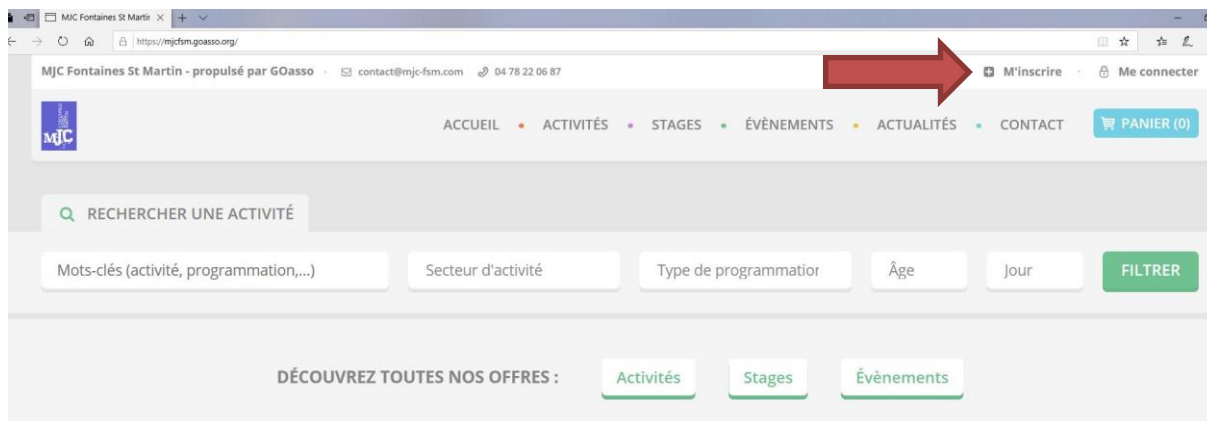 MJC Fontaines St Martin
https://mjcfsm.goasso.org/
MJC Fontaines St Martin - propulsé par GOasso · contact@mjc-fsm.com 04 78 22 06 87 M'inscrire · Me connecter
MJC
ACCUEIL • ACTIVITÉS • STAGES • ÉVÈNEMENTS • ACTUALITÉS • CONTACT PANIER (0)
RECHERCHER UNE ACTIVITÉ
Mots-clés (activité, programmation,...) Secteur d'activité Type de programmation Âge Jour FILTRER
DÉCOUVREZ TOUTES NOS OFFRES : Activités Stages Évènements